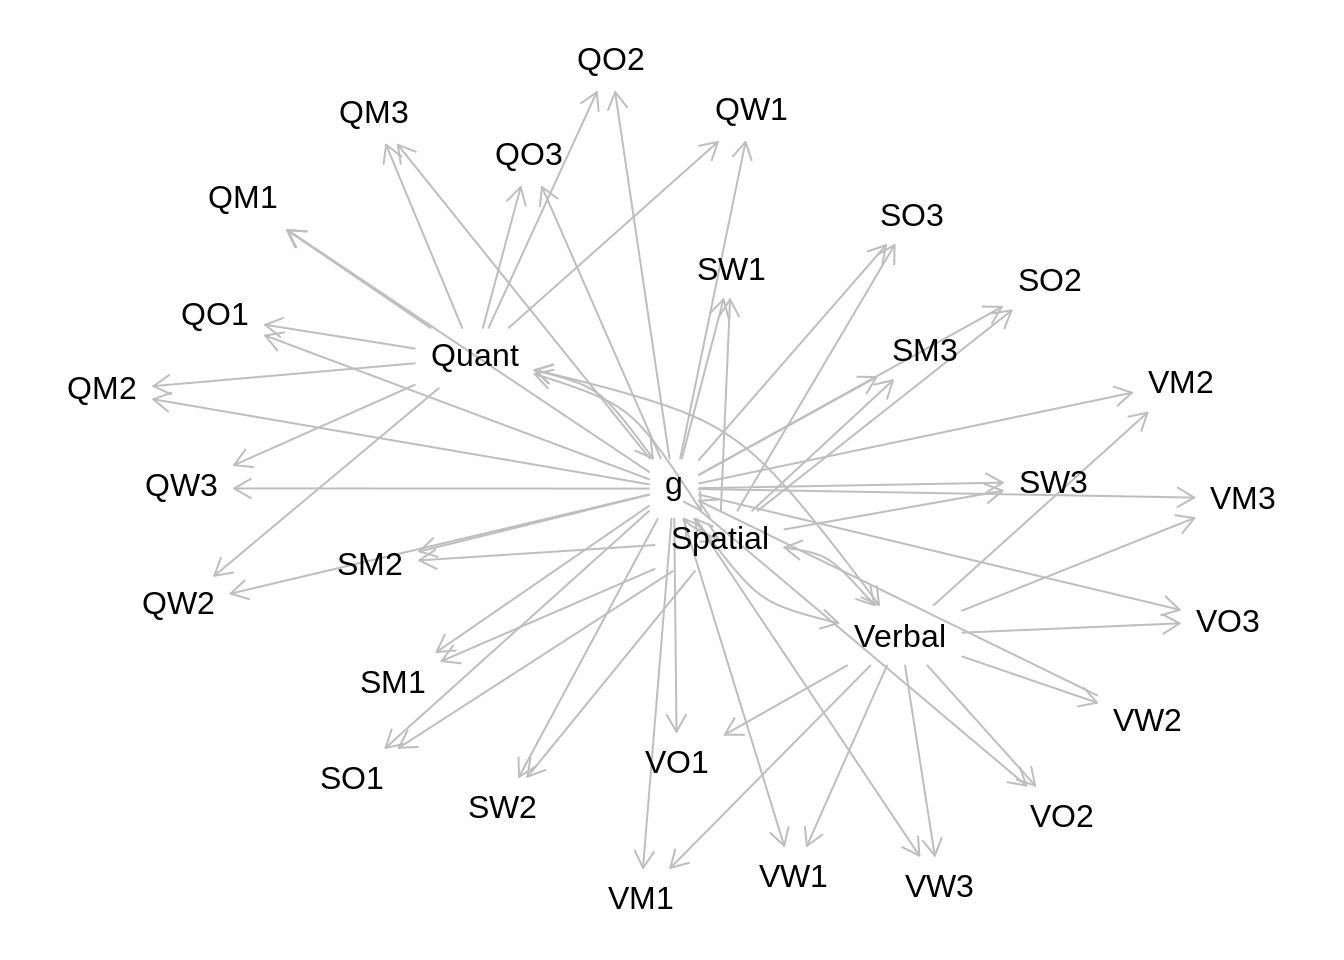 QO2
QM3
QW1
QO3
QM1
SO3
SW1
SO2
QO1
SM3
Quant
QM2
VM2
QW3
g
SW3
VM3
Spatial
SM2
QW2
VO3
Verbal
SM1
VW2
VO1
SO1
SW2
VO2
VW1
VW3
VM1